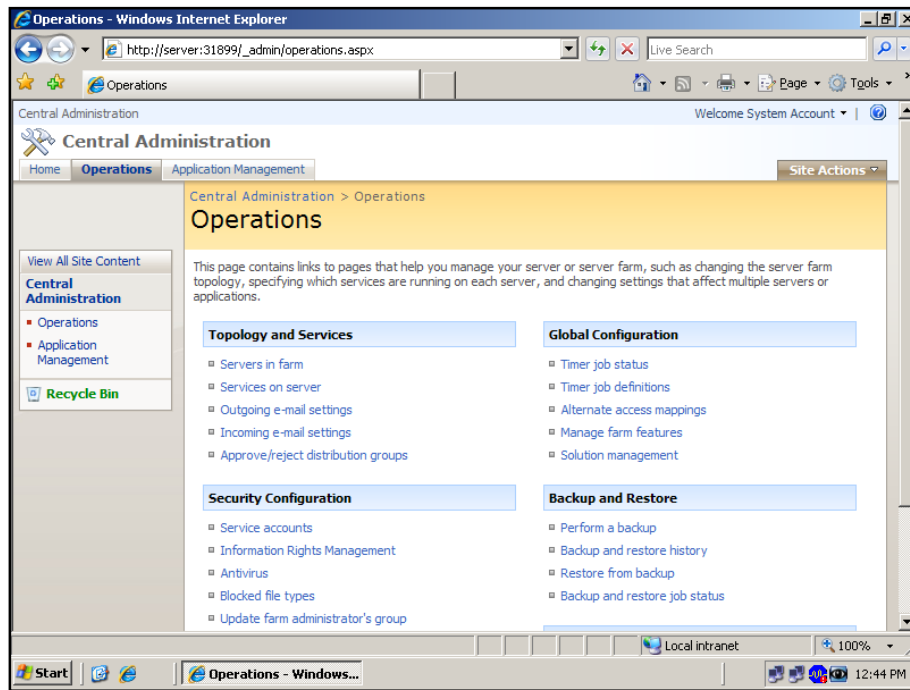 Operations - Windows Internet Explorer
http://server:31899/_admin/operations.aspx
Live Search
Operations
Page
Tools
Central Administration
Welcome System Account
Central Administration
Home
Operations
Application Management
Site Actions
Central Administration > Operations
Operations
View All Site Content
Central
Administration
Operations
Application
Management
Recycle Bin
This page contains links to pages that help you manage your server or server farm, such as changing the server farm
topology, specifying which services are running on each server, and changing settings that affect multiple servers or
applications.
Topology and Services
Servers in farm
Services on server
Outgoing e-mail settings
Incoming e-mail settings
Approve/reject distribution groups
Global Configuration
Timer job status
Timer job definitions
Alternate access mappings
Manage farm features
Solution management
Security Configuration
Service accounts
Information Rights Management
Antivirus
Blocked file types
Update farm administrator's group
Backup and Restore
Perform a backup
Backup and restore history
Restore from backup
Backup and restore job status
Local intranet
100%
Start
Operations - Windows...
12:44 PM